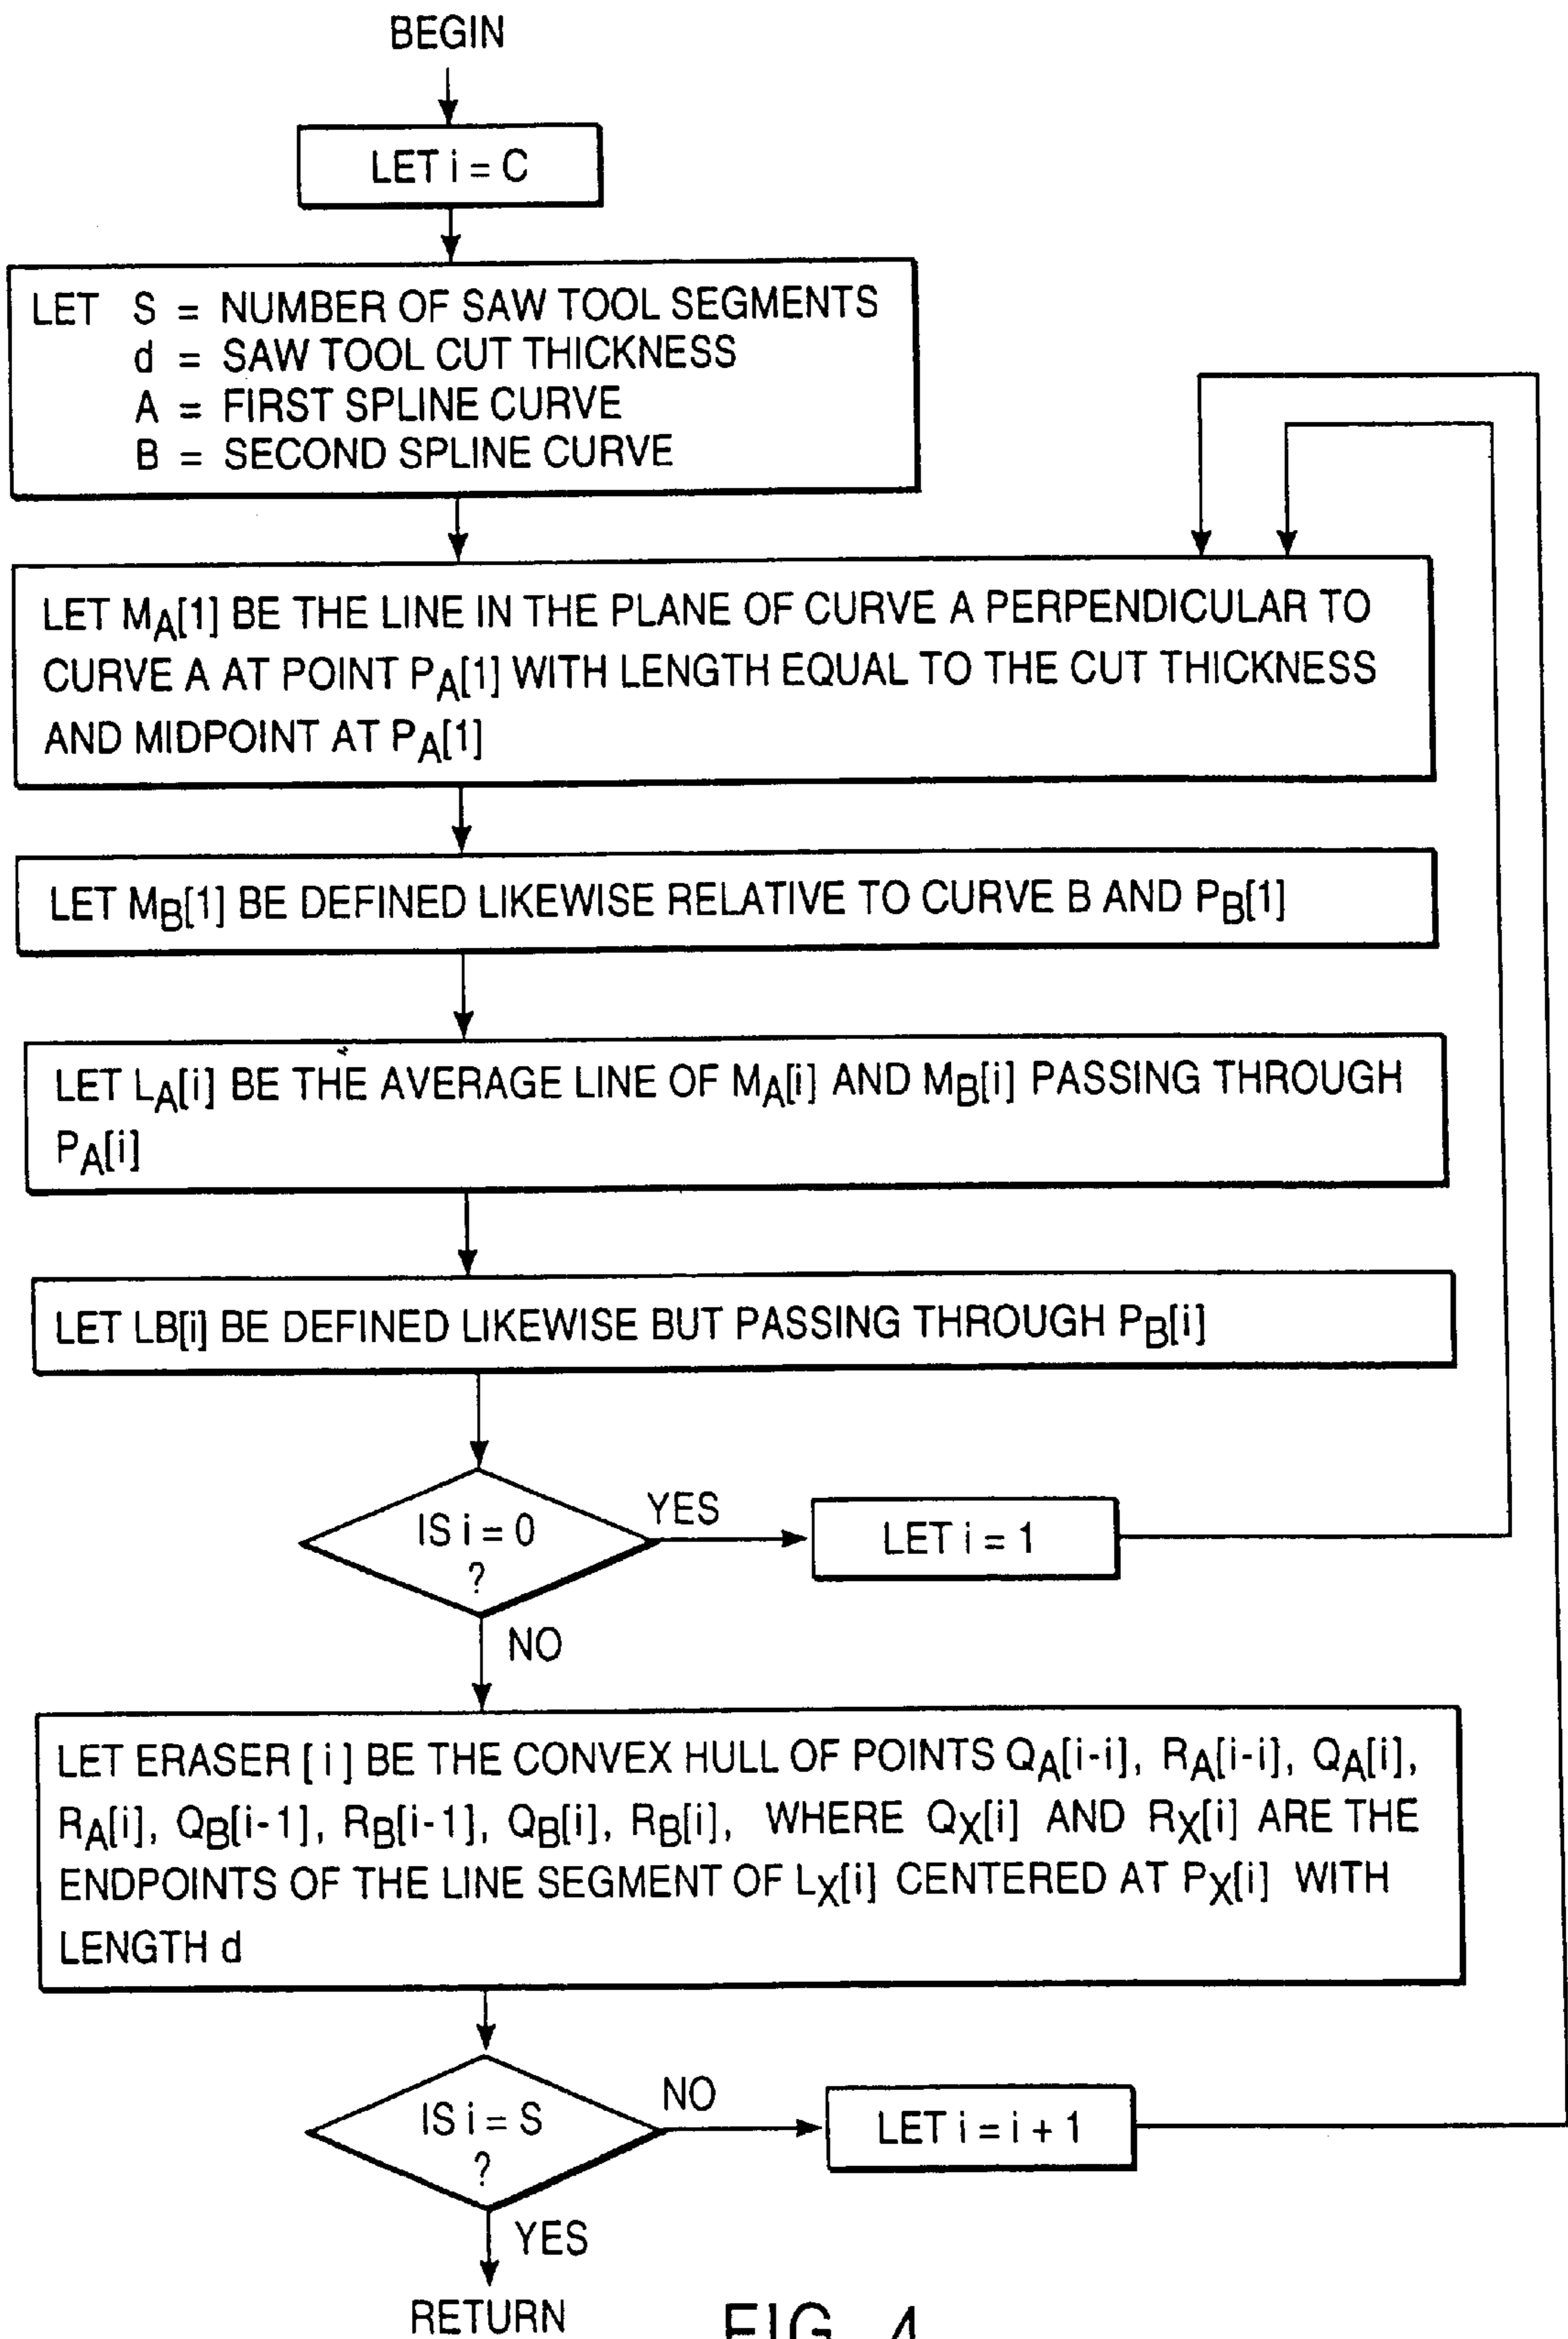 BEGIN
LET i = C
LET S = NUMBER OF SAW TOOL SEGMENTS
d = SAW TOOL CUT THICKNESS
A = FIRST SPLINE CURVE
B = SECOND SPLINE CURVE
LET MA[1] BE THE LINE IN THE PLANE OF CURVE A PERPENDICULAR TO
CURVE A AT POINT PA[1] WITH LENGTH EQUAL TO THE CUT THICKNESS
AND MIDPOINT AT PA[1]
LET MB[1] BE DEFINED LIKEWISE RELATIVE TO CURVE B AND PB[1]
LET LA[i] BE THE AVERAGE LINE OF MA[i] AND MB[i] PASSING THROUGH
PA[i]
LET LB[i] BE DEFINED LIKEWISE BUT PASSING THROUGH PB[i]
IS i = 0
?
YES
LET i = 1
NO
LET ERASER [ i ] BE THE CONVEX HULL OF POINTS QA[i-i], RA[i-i], QA[i],
RA[i], QB[i-1], RB[i-1], QB[i], RB[i], WHERE QX[i] AND RX[i] ARE THE
ENDPOINTS OF THE LINE SEGMENT OF LX[i] CENTERED AT PX[i] WITH
LENGTH d
IS i = S
?
NO
LET i = i + 1
YES
RETURN
FIG. 4